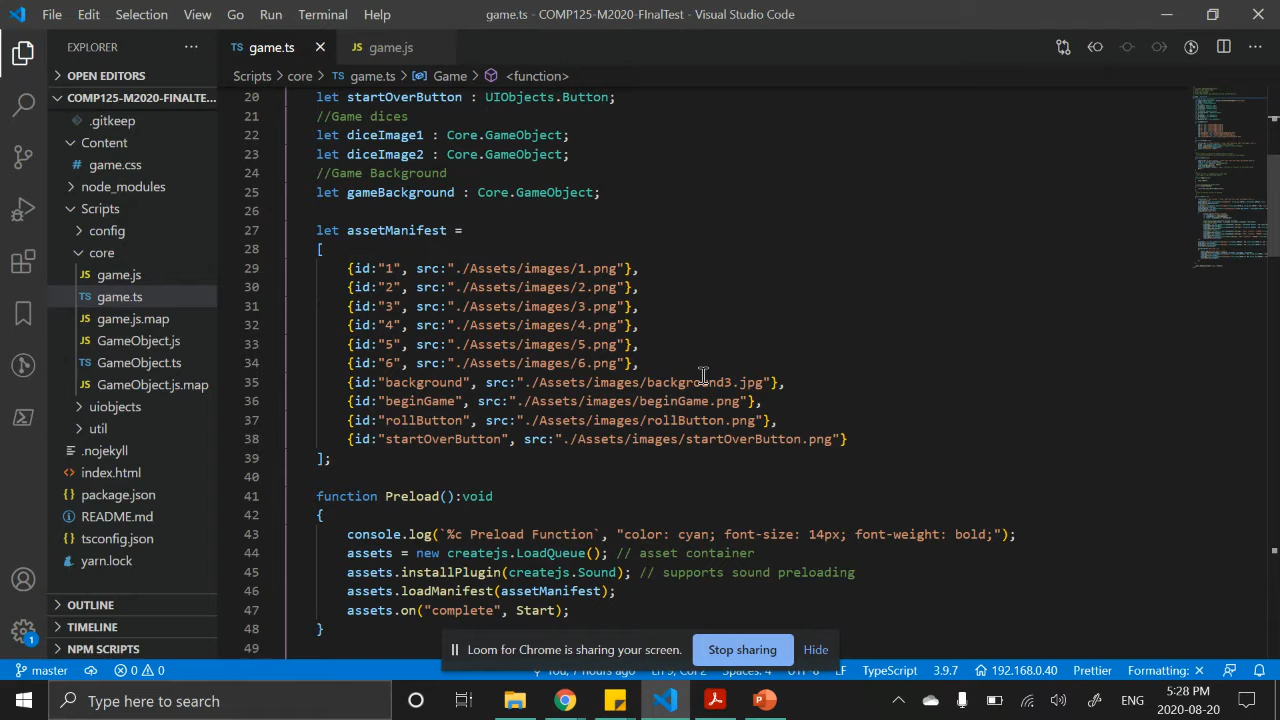 File Edit Selection View Go Run Terminal Help game.ts - COMP125-M2020-FInalTest - Visual Studio Code
EXPLORER
TS game.ts
JS game.js
OPEN EDITORS
Scripts > core > TS game.ts > Game > <function>
COMP125-M2020-FINALTE...
.gitkeep
Content
game.css
node_modules
Scripts
config
core
game.js
TS game.ts
game.js.map
JS GameObject.js
TS GameObject.ts
JS GameObject.js.map
uiobjects
util
.nojekyll
index.html
package.json
README.md
tsconfig.json
yarn.lock
OUTLINE
TIMELINE
NPM SCRIPTS
20 let startOverButton : UIObjects.Button;
21 //Game dices
22 let diceImage1 : Core.GameObject;
23 let diceImage2 : Core.GameObject;
24 //Game background
25 let gameBackground : Core.GameObject;
26
27 let assetManifest =
28 [
29 {id:"1", src:"./Assets/images/1.png"},
30 {id:"2", src:"./Assets/images/2.png"},
31 {id:"3", src:"./Assets/images/3.png"},
32 {id:"4", src:"./Assets/images/4.png"},
33 {id:"5", src:"./Assets/images/5.png"},
34 {id:"6", src:"./Assets/images/6.png"},
35 {id:"background", src:"./Assets/images/background3.jpg"},
36 {id:"beginGame", src:"./Assets/images/beginGame.png"},
37 {id:"rollButton", src:"./Assets/images/rollButton.png"},
38 {id:"startOverButton", src:"./Assets/images/startOverButton.png"}
39 ];
40
41 function Preload():void
42 {
43 console.log(`%c Preload Function`, "color: cyan; font-size: 14px; font-weight: bold;");
44 assets = new createjs.LoadQueue(); // asset container
45 assets.installPlugin(createjs.Sound); // supports sound preloading
46 assets.loadManifest(assetManifest);
47 assets.on("complete", Start);
48 }
49
Loom for Chrome is sharing your screen. Stop sharing Hide
master 0 0 You, 7 hours ago Spaces: 4 UTF-8 LF TypeScript 3.9.7 192.168.0.40 Prettier Formatting: ×
1
Type here to search
ENG
5:28 PM
2020-08-20